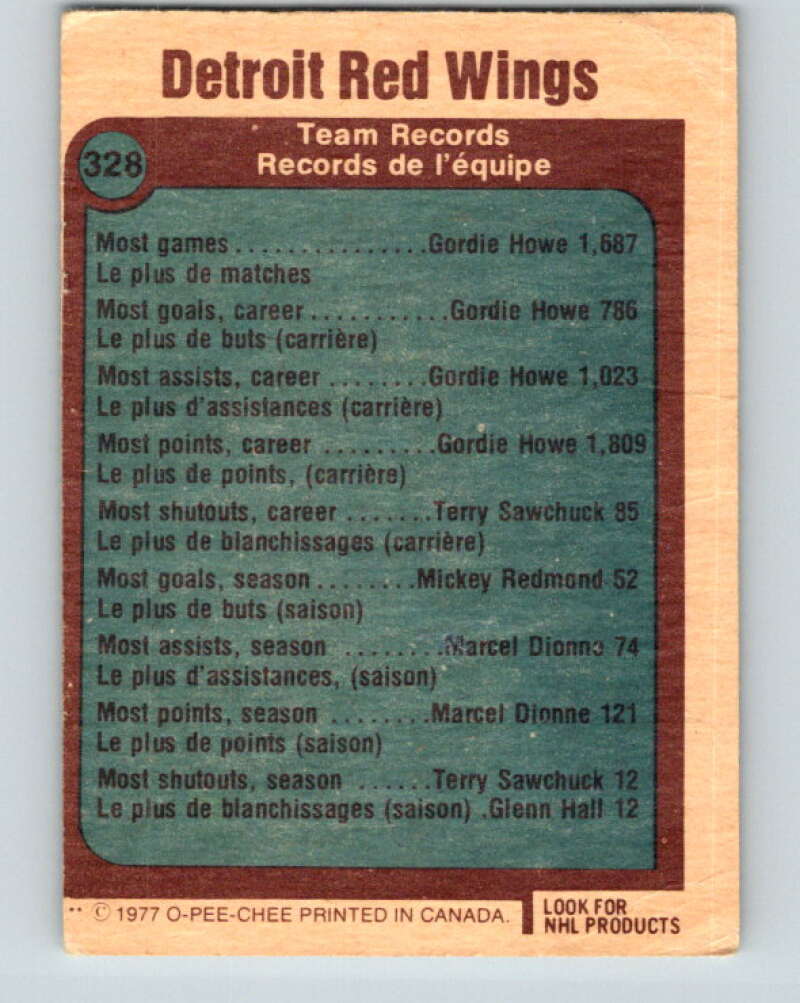 Detroit Red Wings
328
Team Records
Records de l'équipe
Most games...............Gordie Howe 1,687
Le plus de matches
Most goals, career...........Gordie Howe 786
Le plus de buts (carrière)
Most assists, career ........Gordie Howe 1,023
Le plus d'assistances (carrière)
Most points, career .........Gordie Howe 1,809
Le plus de points, (carrière)
Most shutouts, career .......Terry Sawchuck 85
Le plus de blanchissages (carrière)
Most goals, season........Mickey Redmond 52
Le plus de buts (saison)
Most assists, season ........Marcel Dionne 74
Le plus d'assistances, (saison)
Most points, season ........Marcel Dionne 121
Le plus de points (saison)
Most shutouts, season ......Terry Sawchuck 12
Le plus de blanchissages (saison) .Glenn Hall 12
** © 1977 O-PEE-CHEE PRINTED IN CANADA.
LOOK FOR
NHL PRODUCTS